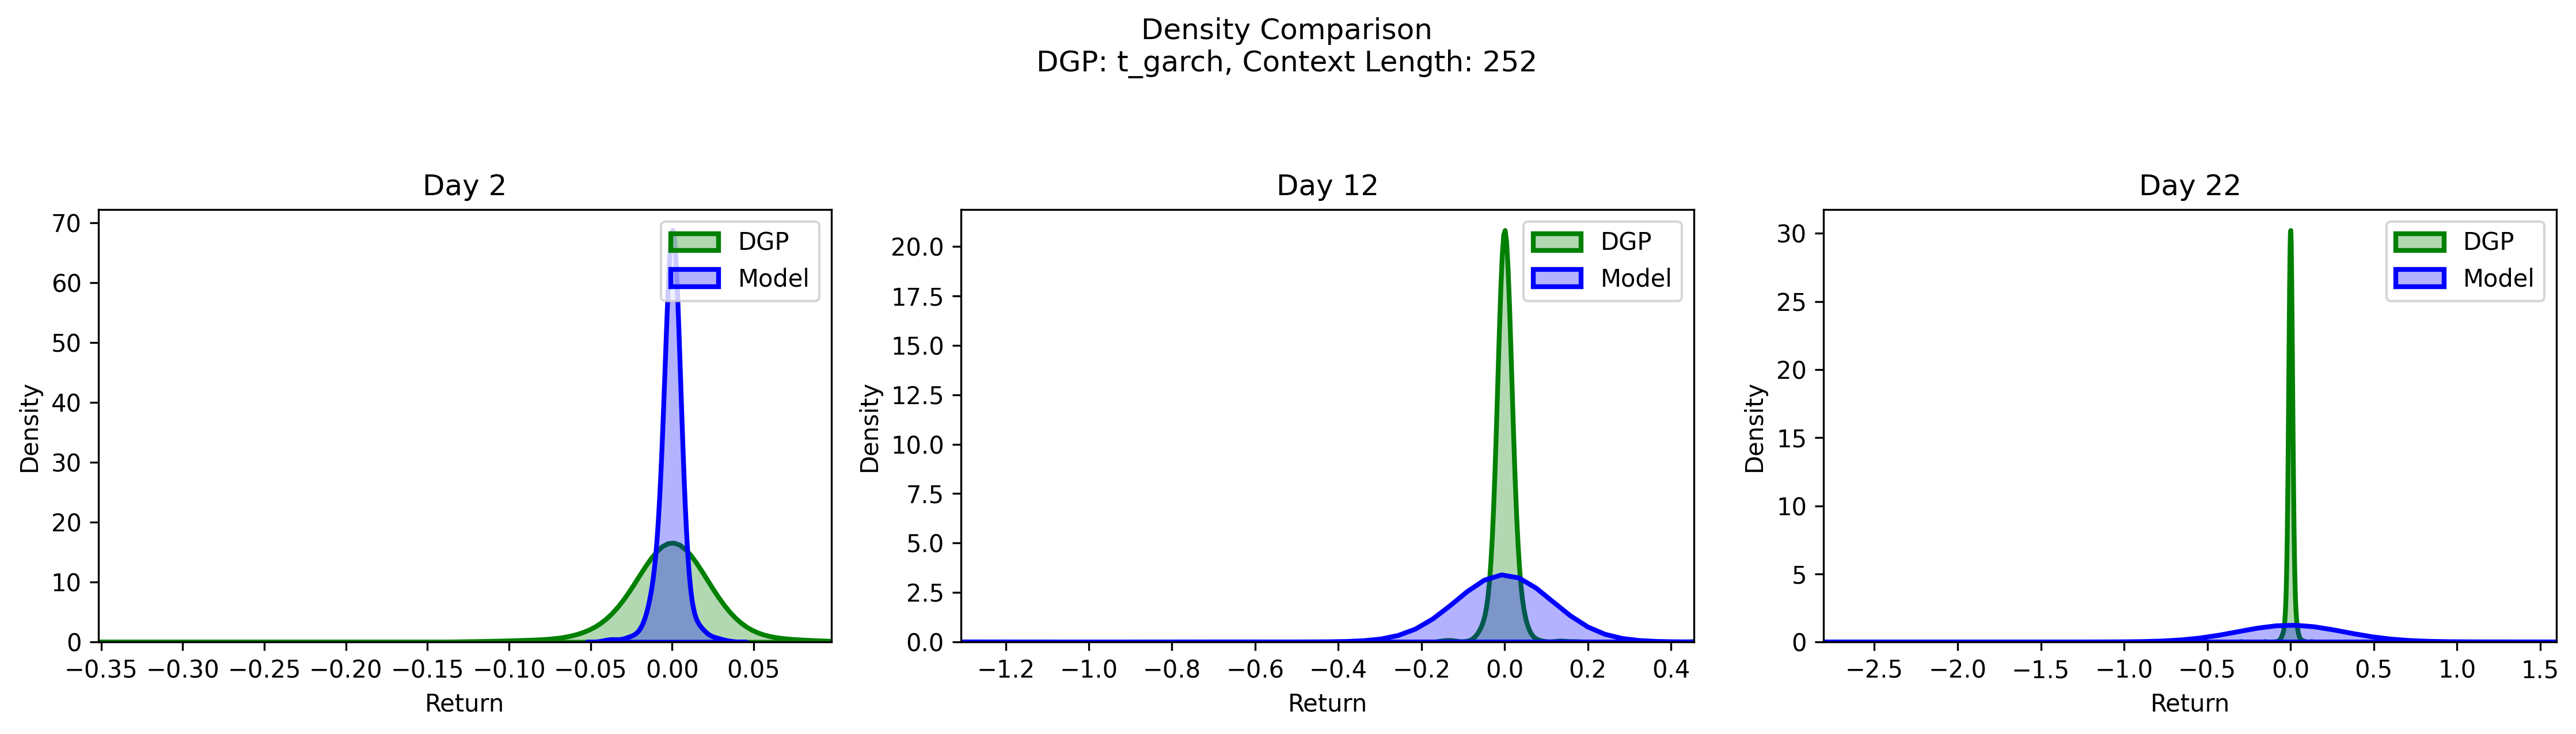 Density Comparison
DGP: t_garch, Context Length: 252
Day 2
70
60
50
40
30
20
10
0
Density
−0.35 −0.30 −0.25 −0.20 −0.15 −0.10 −0.05 0.00 0.05
Return
DGP
Model
Day 12
20.0
17.5
15.0
12.5
10.0
7.5
5.0
2.5
0.0
Density
−1.2 −1.0 −0.8 −0.6 −0.4 −0.2 0.0 0.2 0.4
Return
DGP
Model
Day 22
30
25
20
15
10
5
0
Density
−2.5 −2.0 −1.5 −1.0 −0.5 0.0 0.5 1.0 1.5
Return
DGP
Model